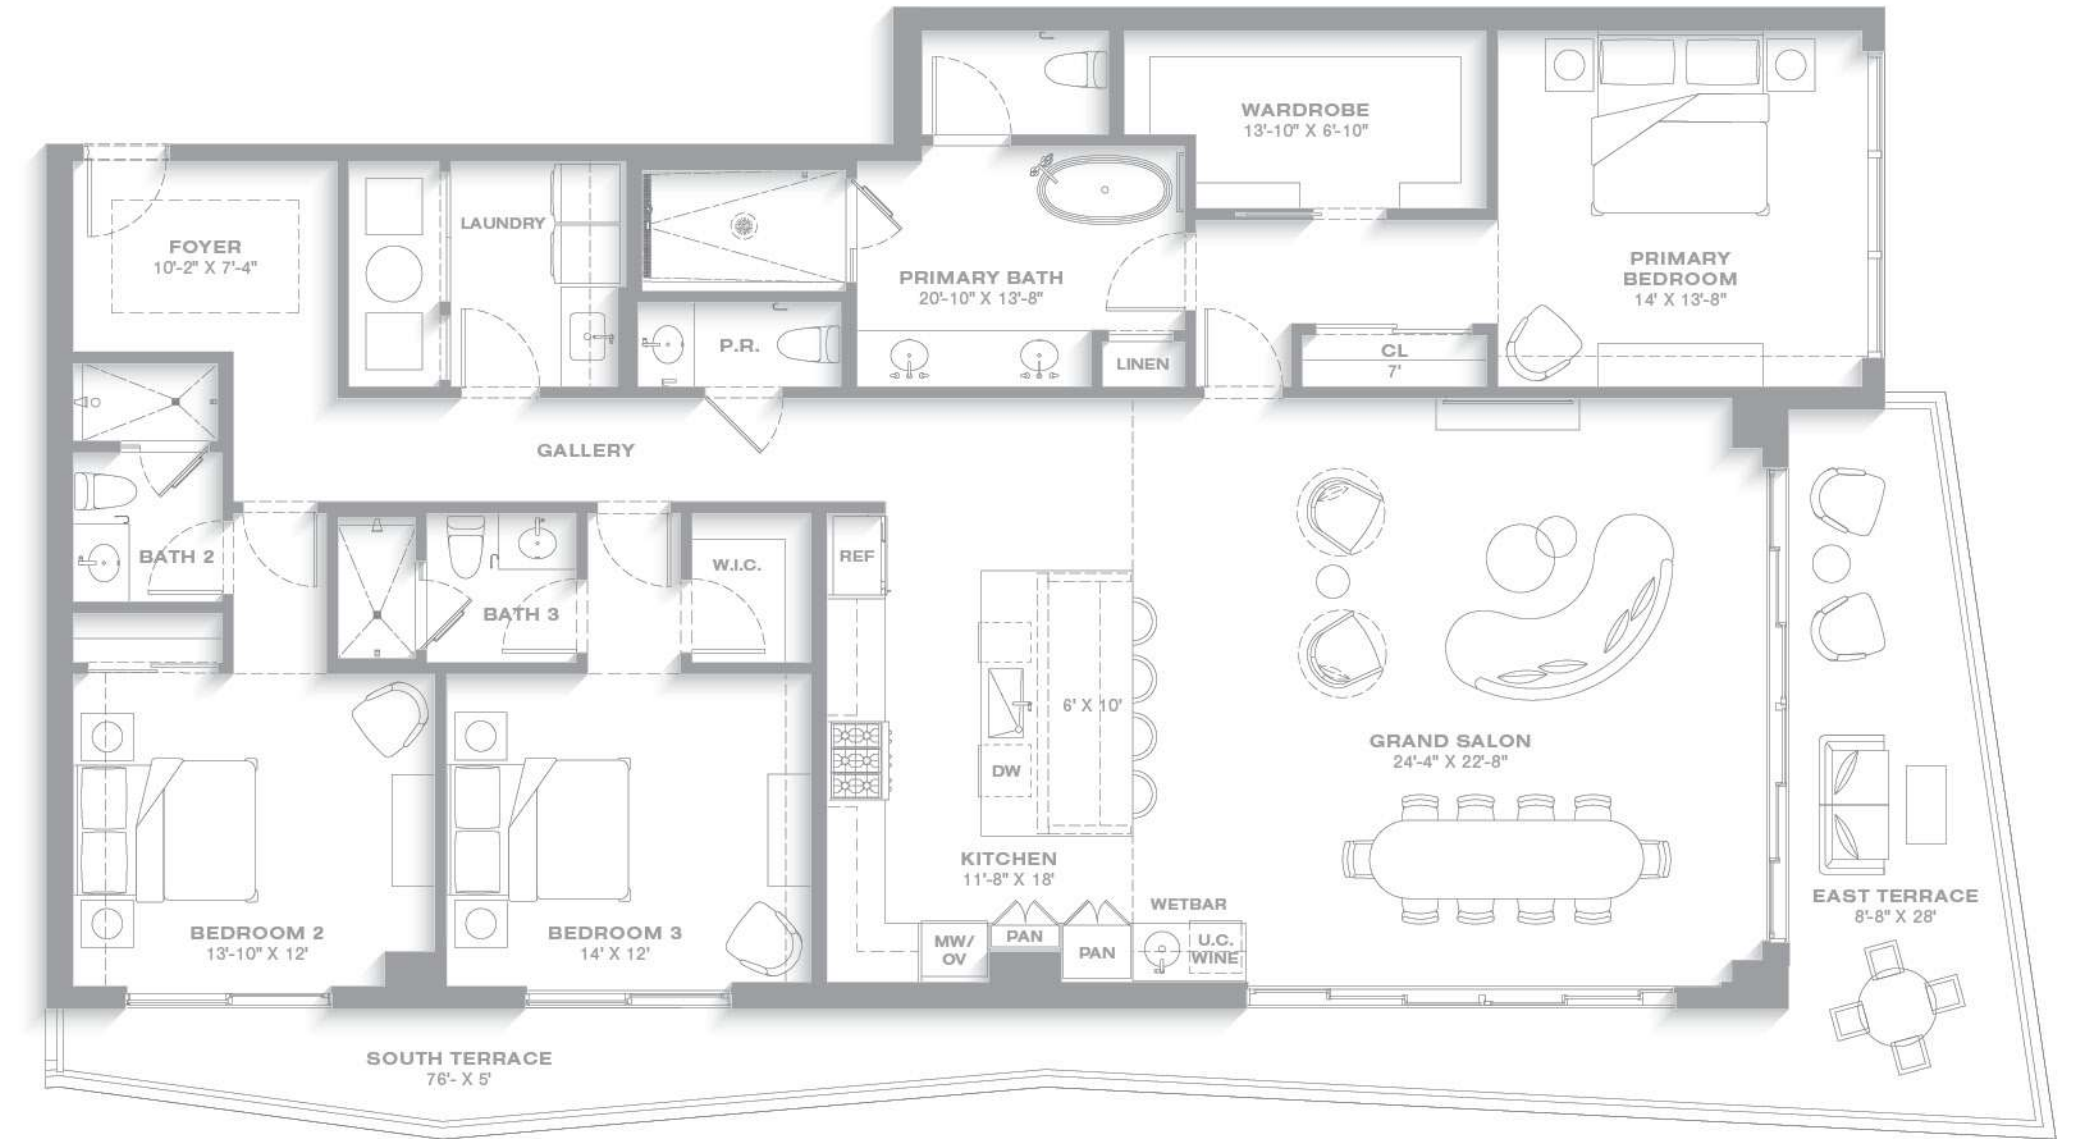 WARDROBE
13'-10" X 6'-10"
FOYER
10'-2" X 7'-4"
LAUNDRY
PRIMARY BATH
20'-10" X 13'-8"
PRIMARY
BEDROOM
14' X 13'-8"
P.R.
LINEN
CL
7'
GALLERY
BATH 2
BATH 3
W.I.C.
REF
6' X 10'
DW
GRAND SALON
24'-4" X 22'-8"
KITCHEN
11'-8" X 18'
WETBAR
EAST TERRACE
8'-8" X 28'
BEDROOM 2
13'-10" X 12'
BEDROOM 3
14' X 12'
MW/
OV
PAN
PAN
U.C.
WINE
SOUTH TERRACE
76'- X 5'